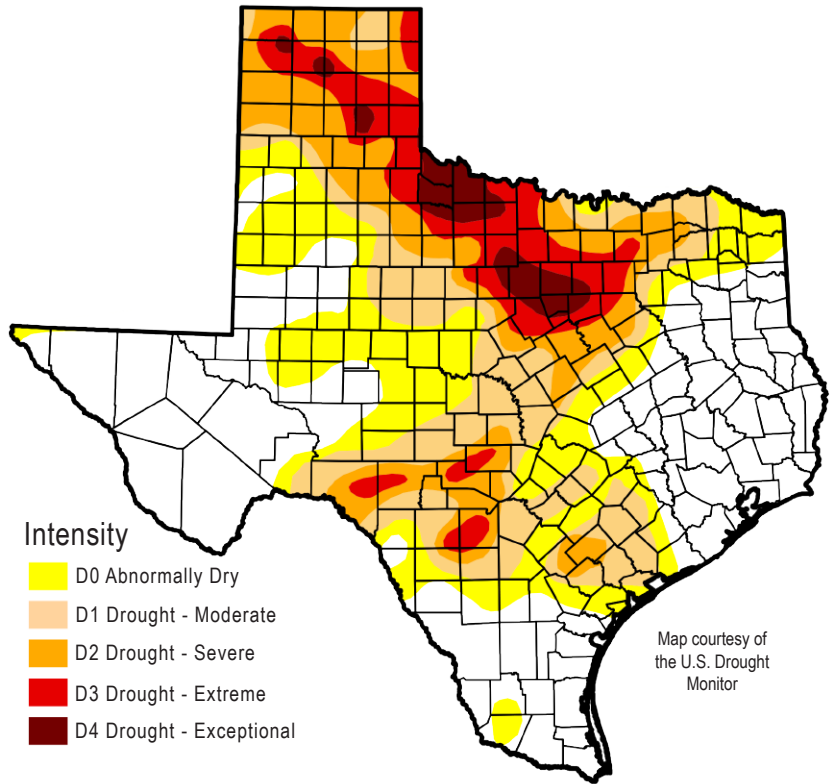 Intensity
D0 Abnormally Dry
D1 Drought - Moderate
D2 Drought - Severe
D3 Drought - Extreme
D4 Drought - Exceptional
Map courtesy of
the U.S. Drought
Monitor